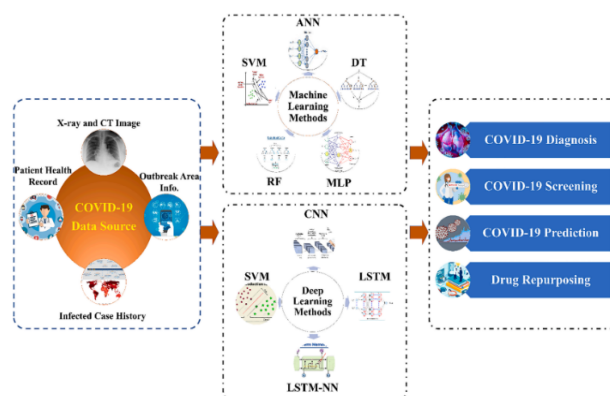 X-ray and CT Image
Patient Health
Record
Outbreak Area
Info.
COVID-19
Data Source
Infected Case History
ANN
SVM
DT
Machine
Learning
Methods
RF
MLP
CNN
SVM
LSTM
Deep
Learning
Methods
LSTM-NN
COVID-19 Diagnosis
COVID-19 Screening
COVID-19 Prediction
Drug Repurposing